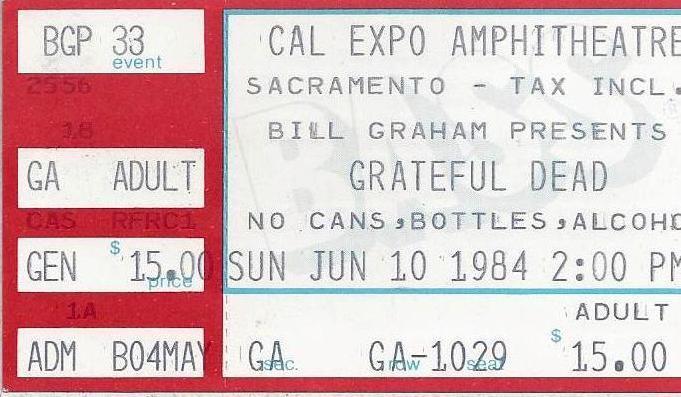 BGP 33
event
2556
18
GA ADULT
CAS RFRC1
GEN $ 15.00
price
1A
ADM B04MAY
CAL EXPO AMPHITHEATRE
SACRAMENTO - TAX INCL.
BILL GRAHAM PRESENTS
GRATEFUL DEAD
NO CANS,BOTTLES,ALCOHO
SUN JUN 10 1984 2:00 PM
ADULT
GA GA-1029 $ 15.00
sec. row seat
BASS